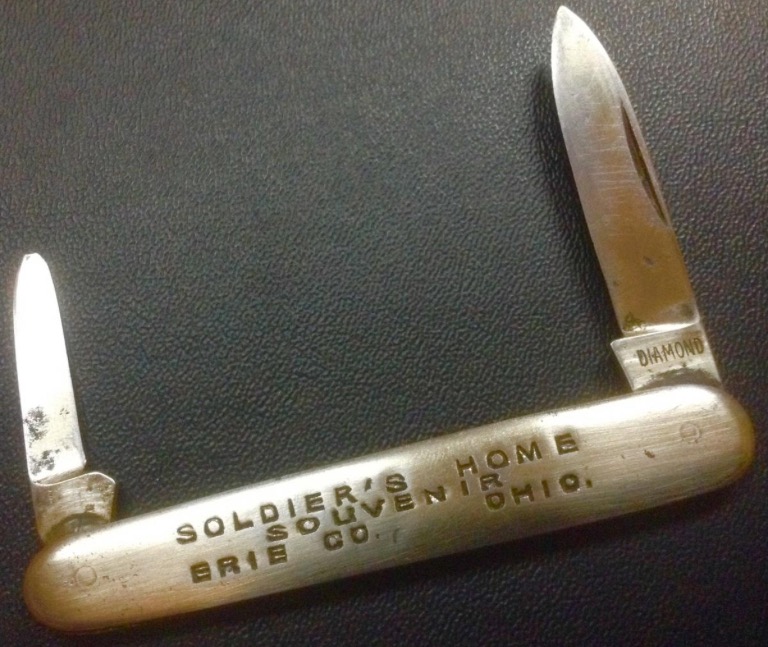 DIAMOND
SOLDIER'S HOME
SOUVENIR
ERIE CO. OHIO.